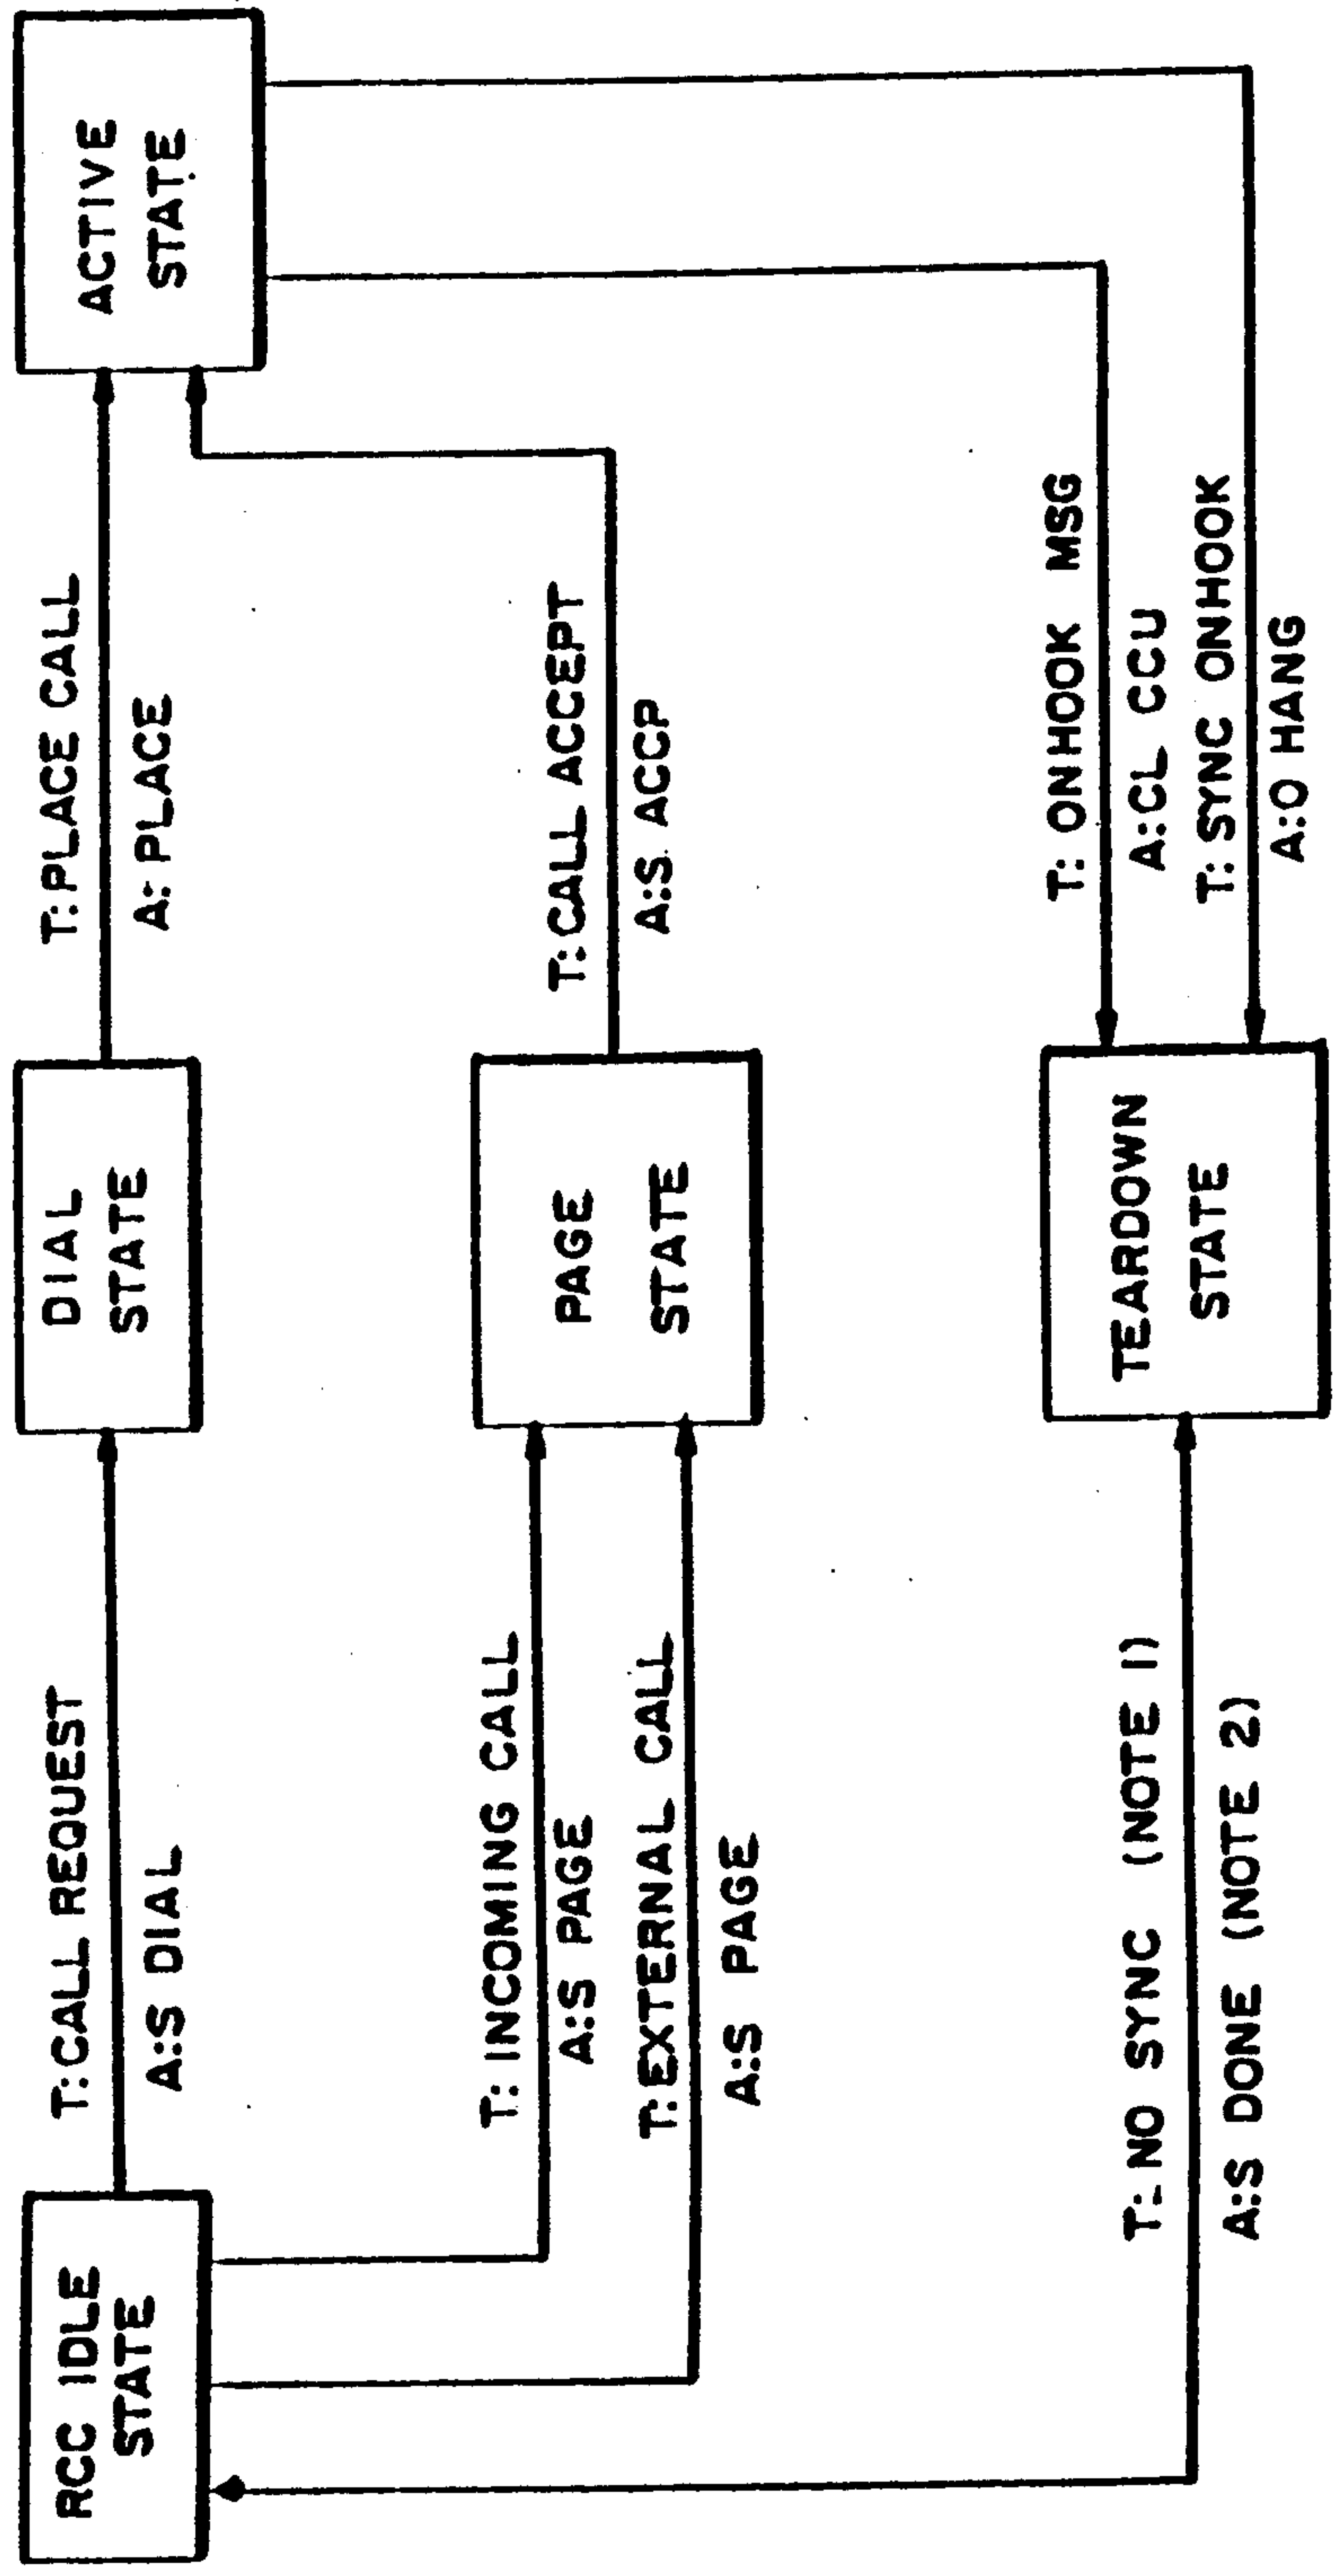 RCC IDLE
STATE
T:CALL REQUEST
A:S DIAL
DIAL
STATE
T:PLACE CALL
A:PLACE
ACTIVE
STATE
T:INCOMING CALL
A:S PAGE
T:EXTERNAL CALL
A:S PAGE
PAGE
STATE
T:CALL ACCEPT
A:S ACCP
T:NO SYNC (NOTE 1)
A:S DONE (NOTE 2)
TEARDOWN
STATE
T:ONHOOK MSG
A:CL CCU
T:SYNC ONHOOK
A:O HANG